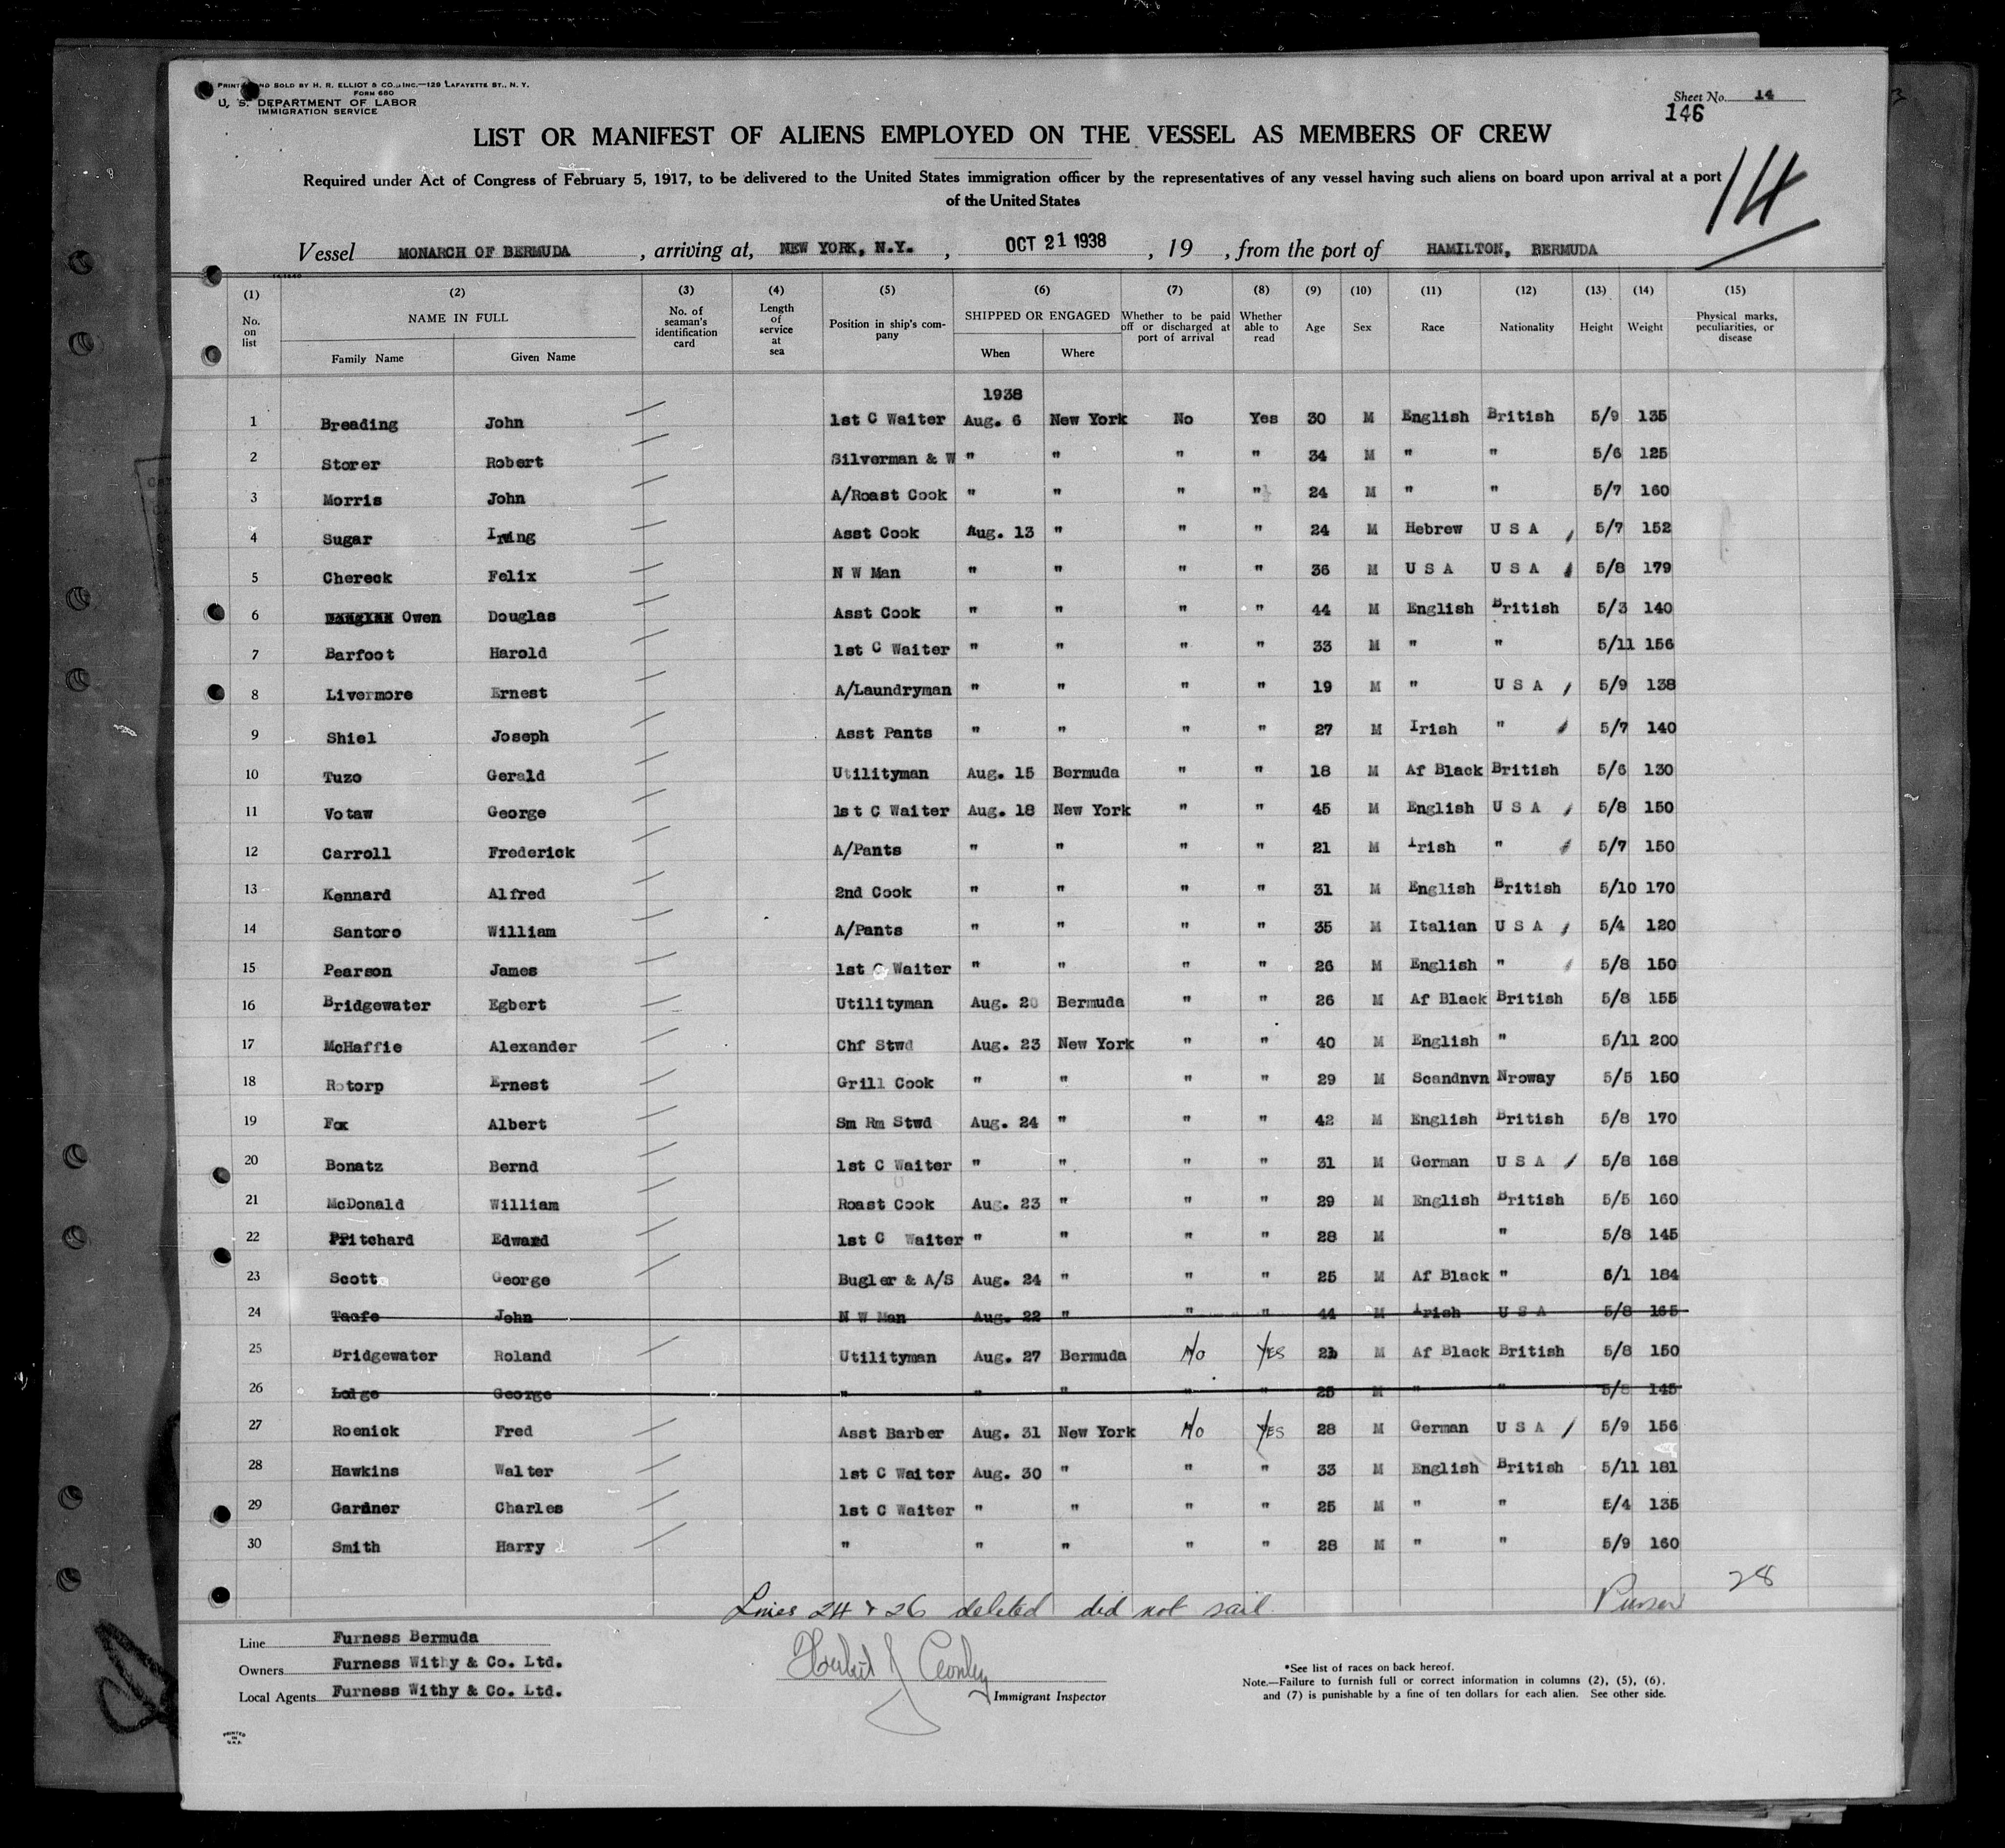 PRINTED AND SOLD BY H. R. ELLIOT & CO., INC.—129 LAFAYETTE ST., N. Y.
FORM 680
U. S. DEPARTMENT OF LABOR
IMMIGRATION SERVICE
Sheet No. 14
146
14
LIST OR MANIFEST OF ALIENS EMPLOYED ON THE VESSEL AS MEMBERS OF CREW
Required under Act of Congress of February 5, 1917, to be delivered to the United States immigration officer by the representatives of any vessel having such aliens on board upon arrival at a port
of the United States
Vessel MONARCH OF BERMUDA , arriving at, NEW YORK, N.Y. , OCT 21 1938 , 19 , from the port of HAMILTON, BERMUDA
(1) (2) (3) (4) (5) (6) (7) (8) (9) (10) (11) (12) (13) (14) (15)
No. on list NAME IN FULL Family Name Given Name No. of seaman's identification card Length of service at sea Position in ship's company SHIPPED OR ENGAGED When Where Whether to be paid off or discharged at port of arrival Whether able to read Age Sex Race Nationality Height Weight Physical marks, peculiarities, or disease
1938
1 Breading John 1st C Waiter Aug. 6 New York No Yes 30 M English British 5/9 135
2 Storer Robert Silverman & W " " " " 34 M " " 5/6 125
3 Morris John A/Roast Cook " " " " 24 M " " 5/7 160
4 Sugar Irving Asst Cook Aug. 13 " " " 24 M Hebrew U S A 5/7 152
5 Chereck Felix N W Man " " " " 36 M U S A U S A 5/8 179
6 Owen Douglas Asst Cook " " " " 44 M English British 5/3 140
7 Barfoot Harold 1st C Waiter " " " " 33 M " " 5/11 156
8 Livermore Ernest A/Laundryman " " " " 19 M " U S A 5/9 138
9 Shiel Joseph Asst Pants " " " " 27 M Irish " 5/7 140
10 Tuzo Gerald Utilityman Aug. 15 Bermuda " " 18 M Af Black British 5/6 130
11 Votaw George 1st C Waiter Aug. 18 New York " " 45 M English U S A 5/8 150
12 Carroll Frederick A/Pants " " " " 21 M Irish " 5/7 150
13 Kennard Alfred 2nd Cook " " " " 31 M English British 5/10 170
14 Santoro William A/Pants " " " " 35 M Italian U S A 5/4 120
15 Pearson James 1st C Waiter " " " " 26 M English " 5/8 150
16 Bridgewater Egbert Utilityman Aug. 20 Bermuda " " 26 M Af Black British 5/8 155
17 McHaffie Alexander Chf Stwd Aug. 23 New York " " 40 M English " 5/11 200
18 Rotorp Ernest Grill Cook " " " " 29 M Scandnvn Nroway 5/5 150
19 Fox Albert Sm Rm Stwd Aug. 24 " " " 42 M English British 5/8 170
20 Bonatz Bernd 1st C Waiter " " " " 31 M German U S A 5/8 168
21 McDonald William Roast Cook Aug. 23 " " " 29 M English British 5/5 160
22 Pritchard Edward 1st C Waiter " " " " 28 M " 5/8 145
23 Scott George Bugler & A/S Aug. 24 " " " 25 M Af Black " 6/1 184
24 Taafe John N W Man Aug. 22 " " " 44 M Irish U S A 5/8 165
25 Bridgewater Roland Utilityman Aug. 27 Bermuda No Yes 21 M Af Black British 5/8 150
26 Lodge George " " " " " 25 M " " 5/8 145
27 Roenick Fred Asst Barber Aug. 31 New York No Yes 28 M German U S A 5/9 156
28 Hawkins Walter 1st C Waiter Aug. 30 " " " 33 M English British 5/11 181
29 Gardner Charles 1st C Waiter " " " " 25 M " " 5/4 135
30 Smith Harry " " " " " 28 M " " 5/9 160
28
Lines 24 & 26 deleted did not sail Purser
Line Furness Bermuda
Owners Furness Withy & Co. Ltd.
Local Agents Furness Withy & Co. Ltd.
Immigrant Inspector
*See list of races on back hereof.
Note.—Failure to furnish full or correct information in columns (2), (5), (6),
and (7) is punishable by a fine of ten dollars for each alien. See other side.
PRINTED
IN
U.S.A.